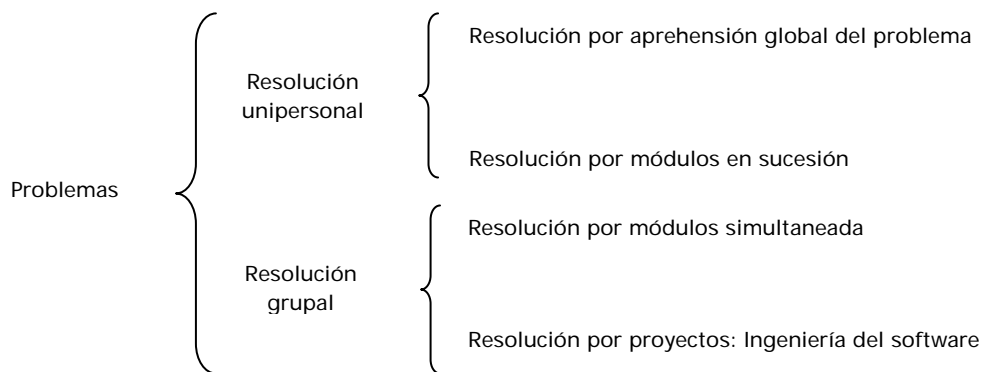 Problemas
Resolución
unipersonal
Resolución por aprehensión global del problema
Resolución por módulos en sucesión
Resolución
grupal
Resolución por módulos simultaneada
Resolución por proyectos: Ingeniería del software